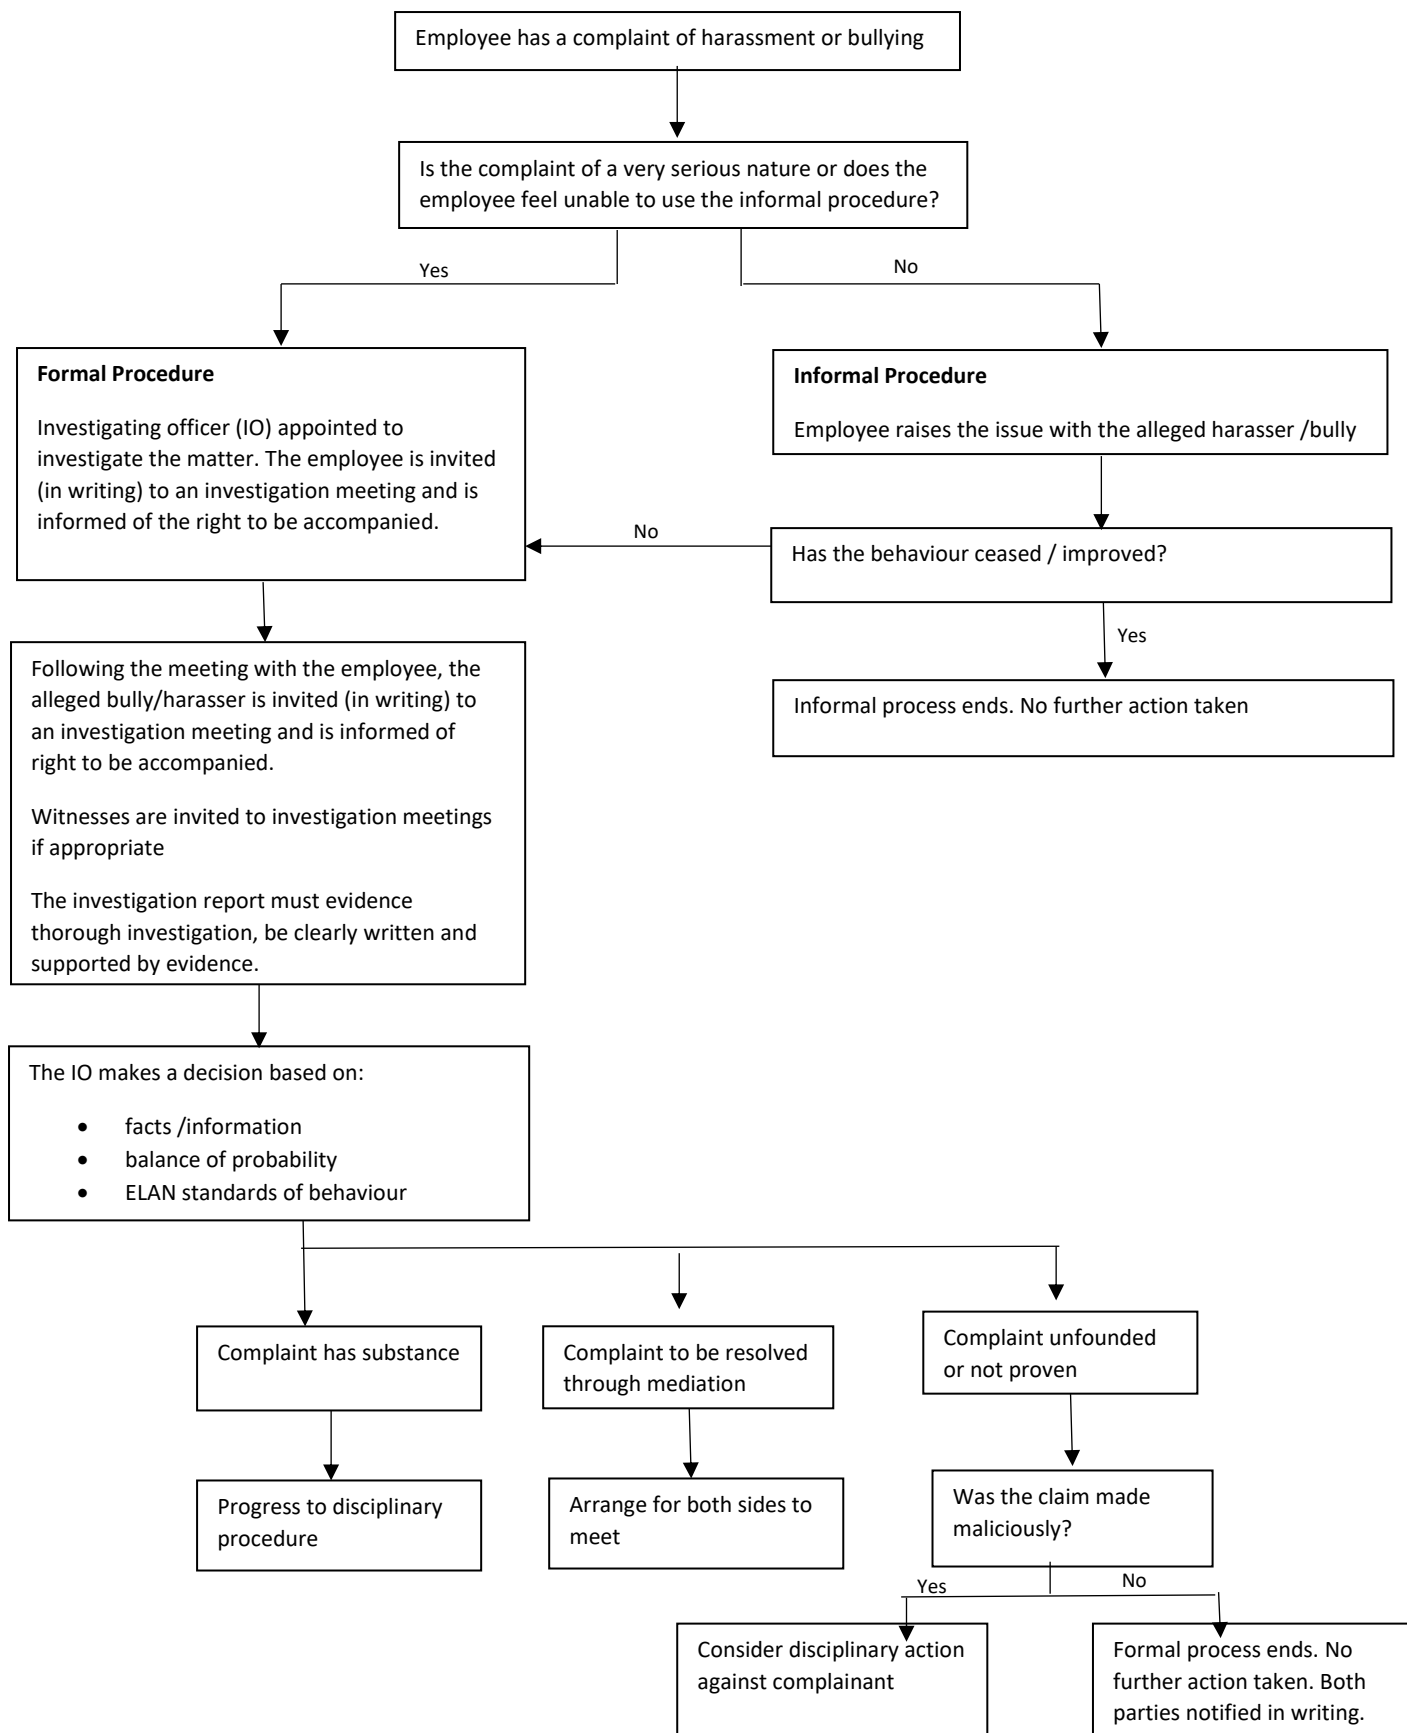 Employee has a complaint of harassment or bullying
Is the complaint of a very serious nature or does the
employee feel unable to use the informal procedure?
Yes
No
Formal Procedure
Investigating officer (IO) appointed to
investigate the matter. The employee is invited
(in writing) to an investigation meeting and is
informed of the right to be accompanied.
Informal Procedure
Employee raises the issue with the alleged harasser /bully
No
Has the behaviour ceased / improved?
Yes
Informal process ends. No further action taken
Following the meeting with the employee, the
alleged bully/harasser is invited (in writing) to
an investigation meeting and is informed of
right to be accompanied.
Witnesses are invited to investigation meetings
if appropriate
The investigation report must evidence
thorough investigation, be clearly written and
supported by evidence.
The IO makes a decision based on:
• facts /information
• balance of probability
• ELAN standards of behaviour
Complaint has substance
Complaint to be resolved
through mediation
Complaint unfounded
or not proven
Progress to disciplinary
procedure
Arrange for both sides to
meet
Was the claim made
maliciously?
Yes
No
Consider disciplinary action
against complainant
Formal process ends. No
further action taken. Both
parties notified in writing.